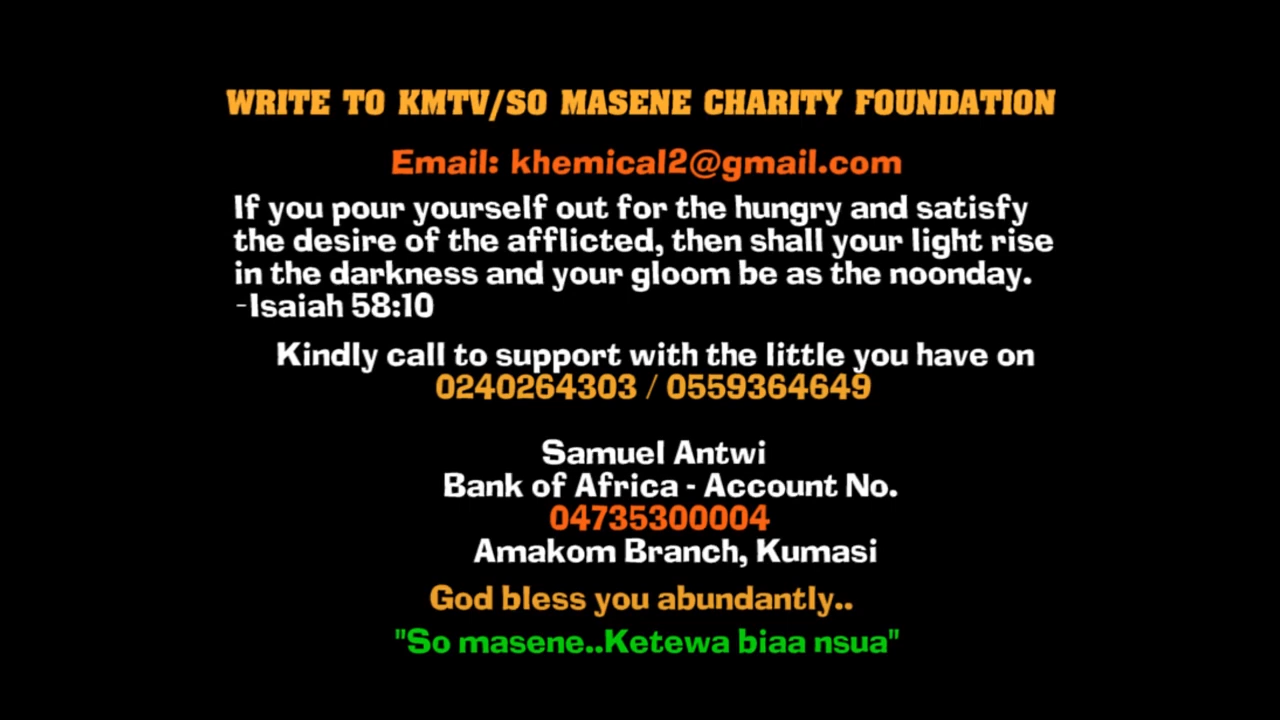 WRITE TO KMTV/SO MASENE CHARITY FOUNDATION
Email: khemical2@gmail.com
If you pour yourself out for the hungry and satisfy
the desire of the afflicted, then shall your light rise
in the darkness and your gloom be as the noonday.
-Isaiah 58:10
Kindly call to support with the little you have on
0240264303 / 0559364649
Samuel Antwi
Bank of Africa - Account No.
04735300004
Amakom Branch, Kumasi
God bless you abundantly..
"So masene..Ketewa biaa nsua"